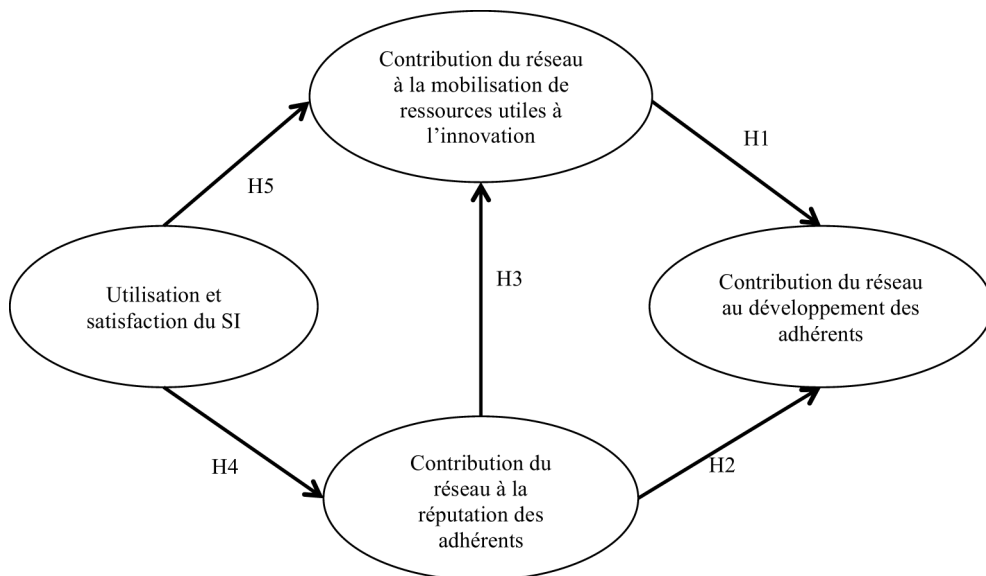 Contribution du réseau
à la mobilisation de
ressources utiles à
l’innovation
H1
H5
H3
Utilisation et
satisfaction du SI
Contribution du réseau
au développement des
adhérents
H4
H2
Contribution du
réseau à la
réputation des
adhérents